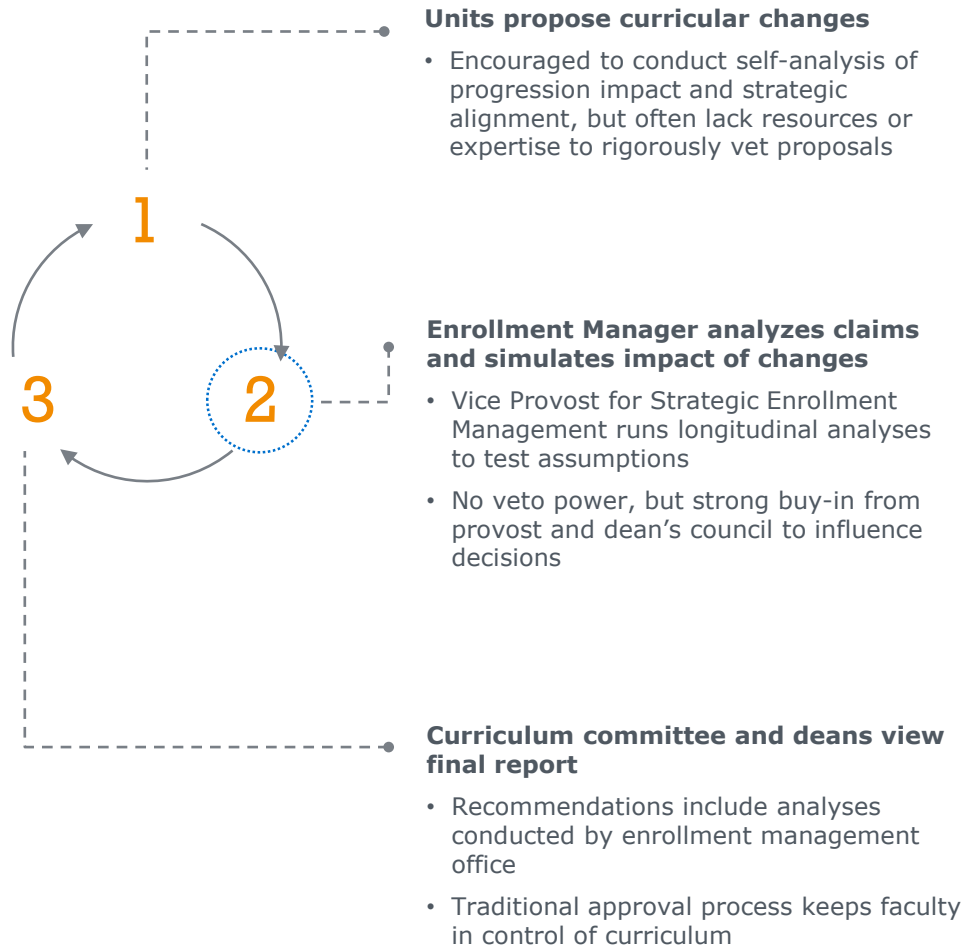 Units propose curricular changes
• Encouraged to conduct self-analysis of
progression impact and strategic
alignment, but often lack resources or
expertise to rigorously vet proposals
1
3
2
Enrollment Manager analyzes claims
and simulates impact of changes
• Vice Provost for Strategic Enrollment
Management runs longitudinal analyses
to test assumptions
• No veto power, but strong buy-in from
provost and dean’s council to influence
decisions
Curriculum committee and deans view
final report
• Recommendations include analyses
conducted by enrollment management
office
• Traditional approval process keeps faculty
in control of curriculum